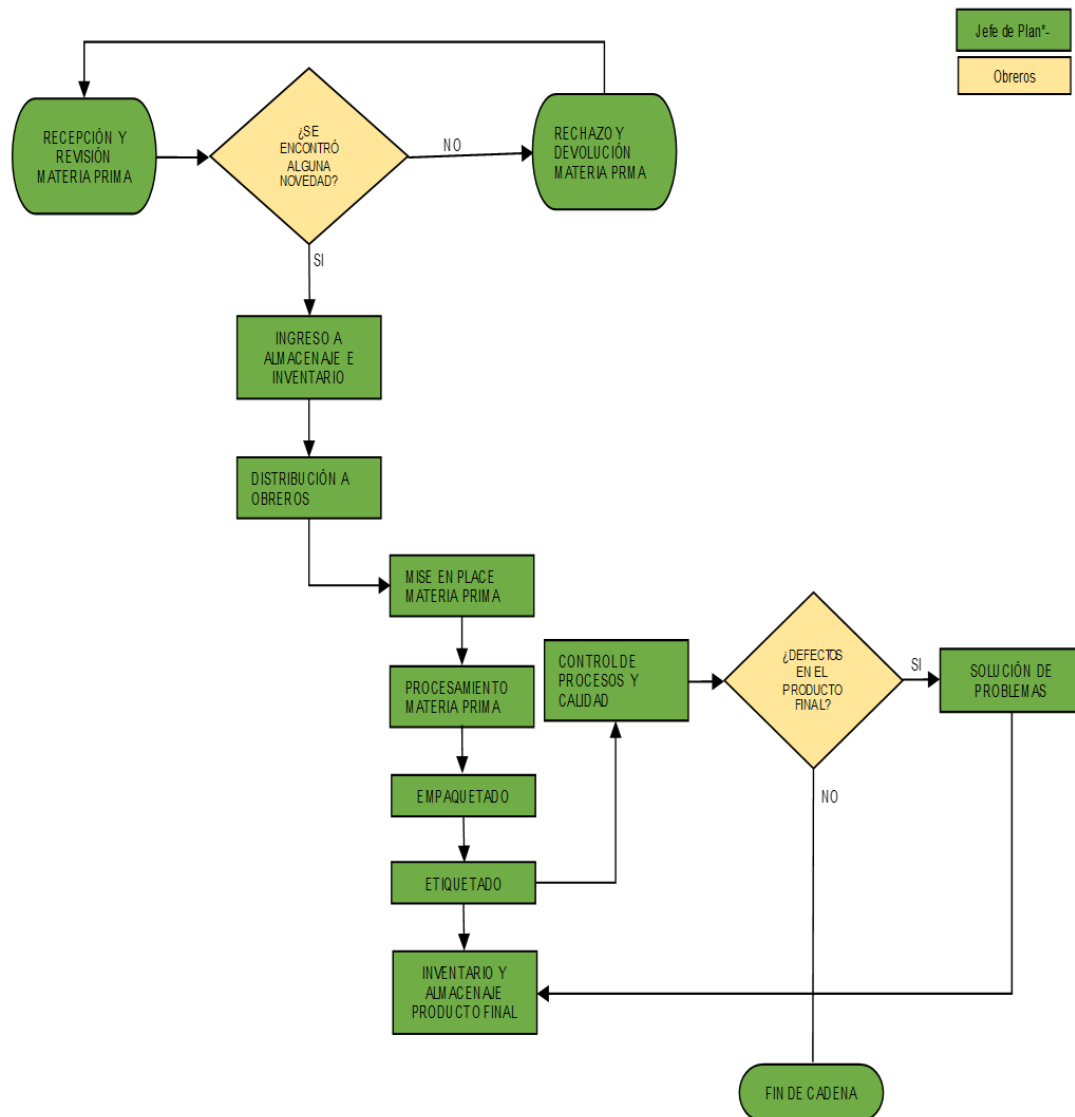 Jefe de Plan"-
Obreros
RECEPCIÓN Y
REVISIÓN
MATERIA PRIMA
¿SE
ENCONTRÓ
ALGUNA
NOVEDAD?
NO
RECHAZO Y
DEVOLUCIÓN
MATERIA PRMA
SI
INGRESO A
ALMACENAJE E
INVENTARIO
DISTRIBUCIÓN A
OBREROS
MISE EN PLACE
MATERIA PRIMA
PROCESAMIENTO
MATERIA PRIMA
EMPAQUETADO
ETIQUETADO
INVENTARIO Y
ALMACENAJE
PRODUCTO FINAL
CONTROL DE
PROCESOS Y
CALIDAD
¿DEFECTOS
EN EL
PRODUCTO
FINAL?
SI
SOLUCIÓN DE
PROBLEMAS
NO
FIN DE CADENA